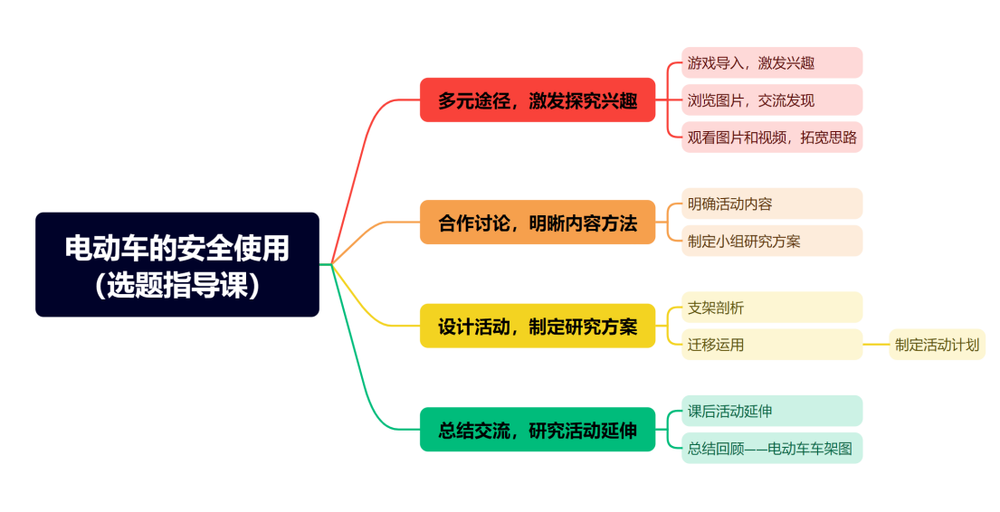 电动车的安全使用
（选题指导课）
多元途径，激发探究兴趣
游戏导入，激发兴趣
浏览图片，交流发现
观看图片和视频，拓宽思路
合作讨论，明晰内容方法
明确活动内容
制定小组研究方案
设计活动，制定研究方案
支架剖析
迁移运用
制定活动计划
总结交流，研究活动延伸
课后活动延伸
总结回顾——电动车车架图